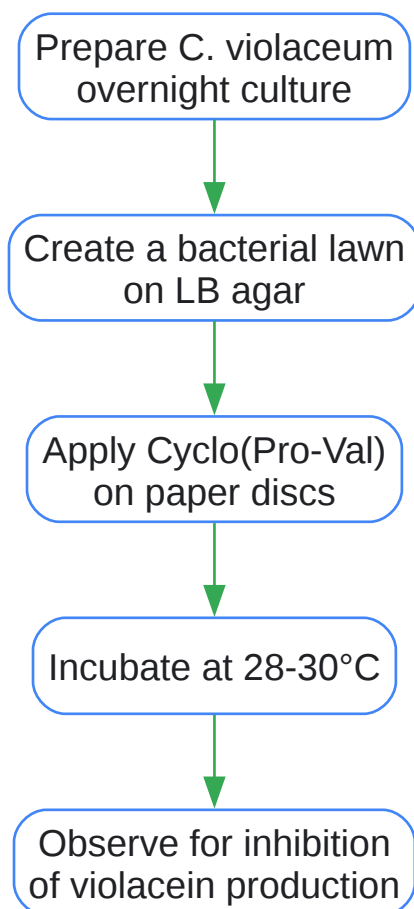 Prepare C. violaceum
overnight culture
Create a bacterial lawn
on LB agar
Apply Cyclo(Pro-Val)
on paper discs
Incubate at 28-30°C
Observe for inhibition
of violacein production